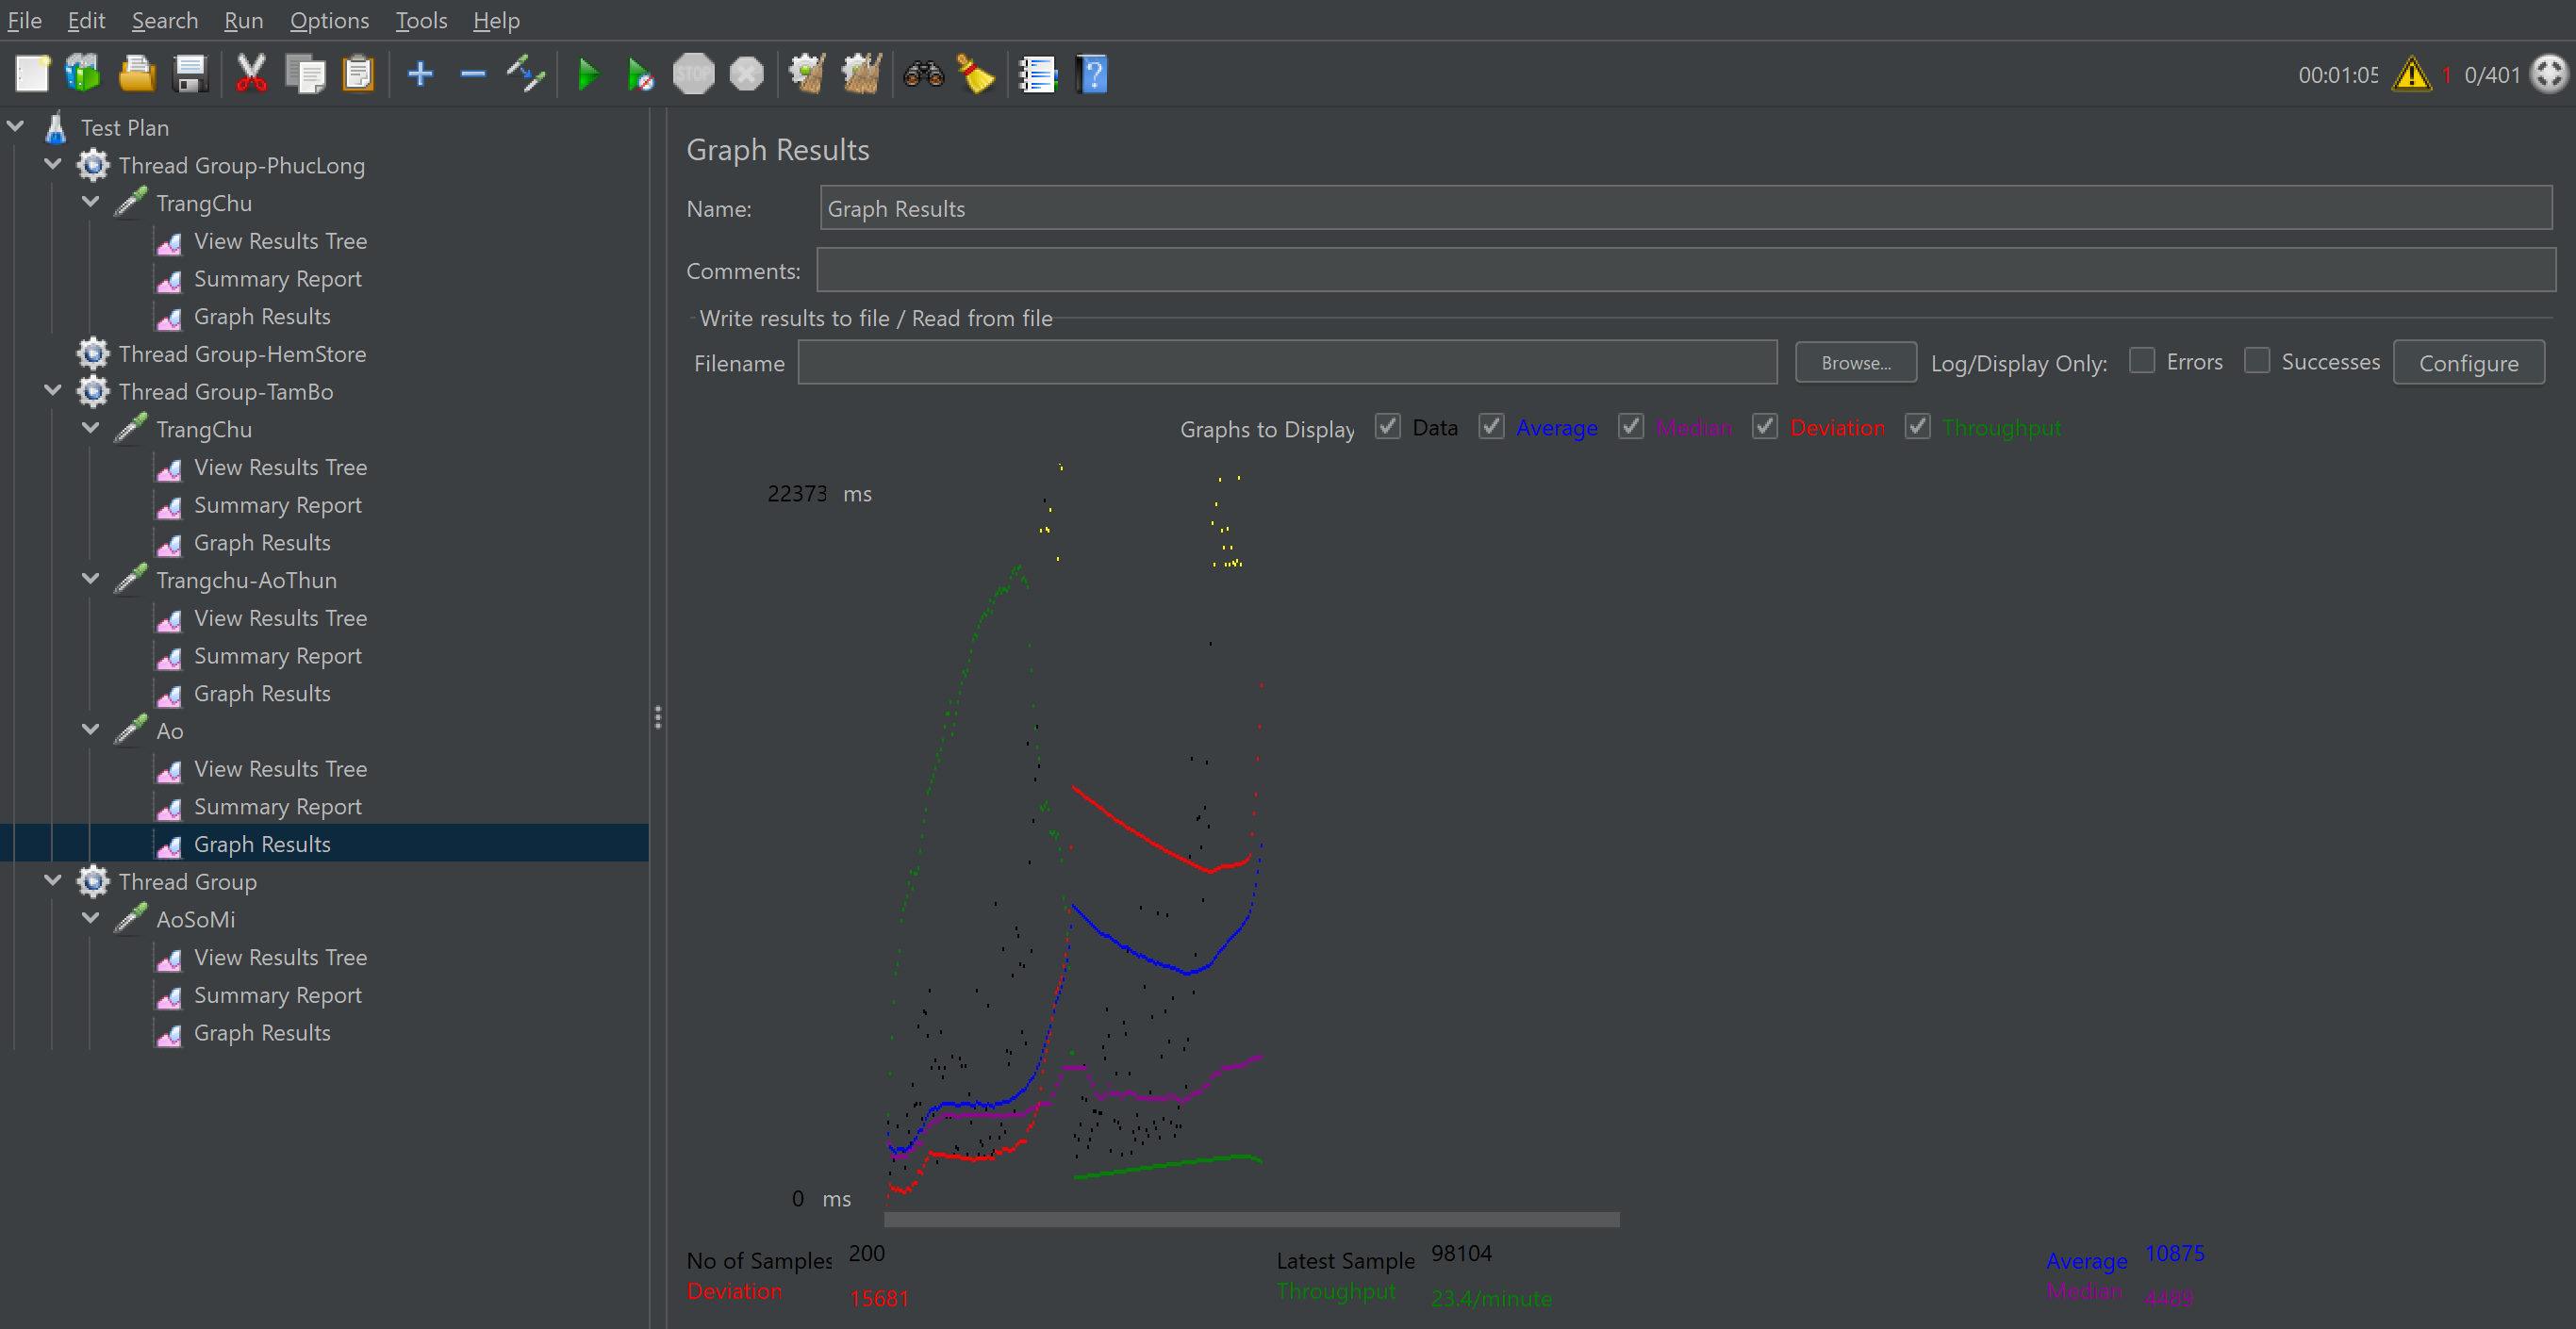 File Edit Search Run Options Tools Help
STOP
00:01:05 1 0/401
Test Plan
Thread Group-PhucLong
TrangChu
View Results Tree
Summary Report
Graph Results
Thread Group-HemStore
Thread Group-TamBo
TrangChu
View Results Tree
Summary Report
Graph Results
Trangchu-AoThun
View Results Tree
Summary Report
Graph Results
Ao
View Results Tree
Summary Report
Graph Results
Thread Group
AoSoMi
View Results Tree
Summary Report
Graph Results
Graph Results
Name: Graph Results
Comments:
Write results to file / Read from file
Filename Browse... Log/Display Only: Errors Successes Configure
Graphs to Display Data Average Median Deviation Throughput
22373 ms
0 ms
No of Samples 200 Latest Sample 98104 Average 10875
Deviation 15681 Throughput 23.4/minute Median 4489